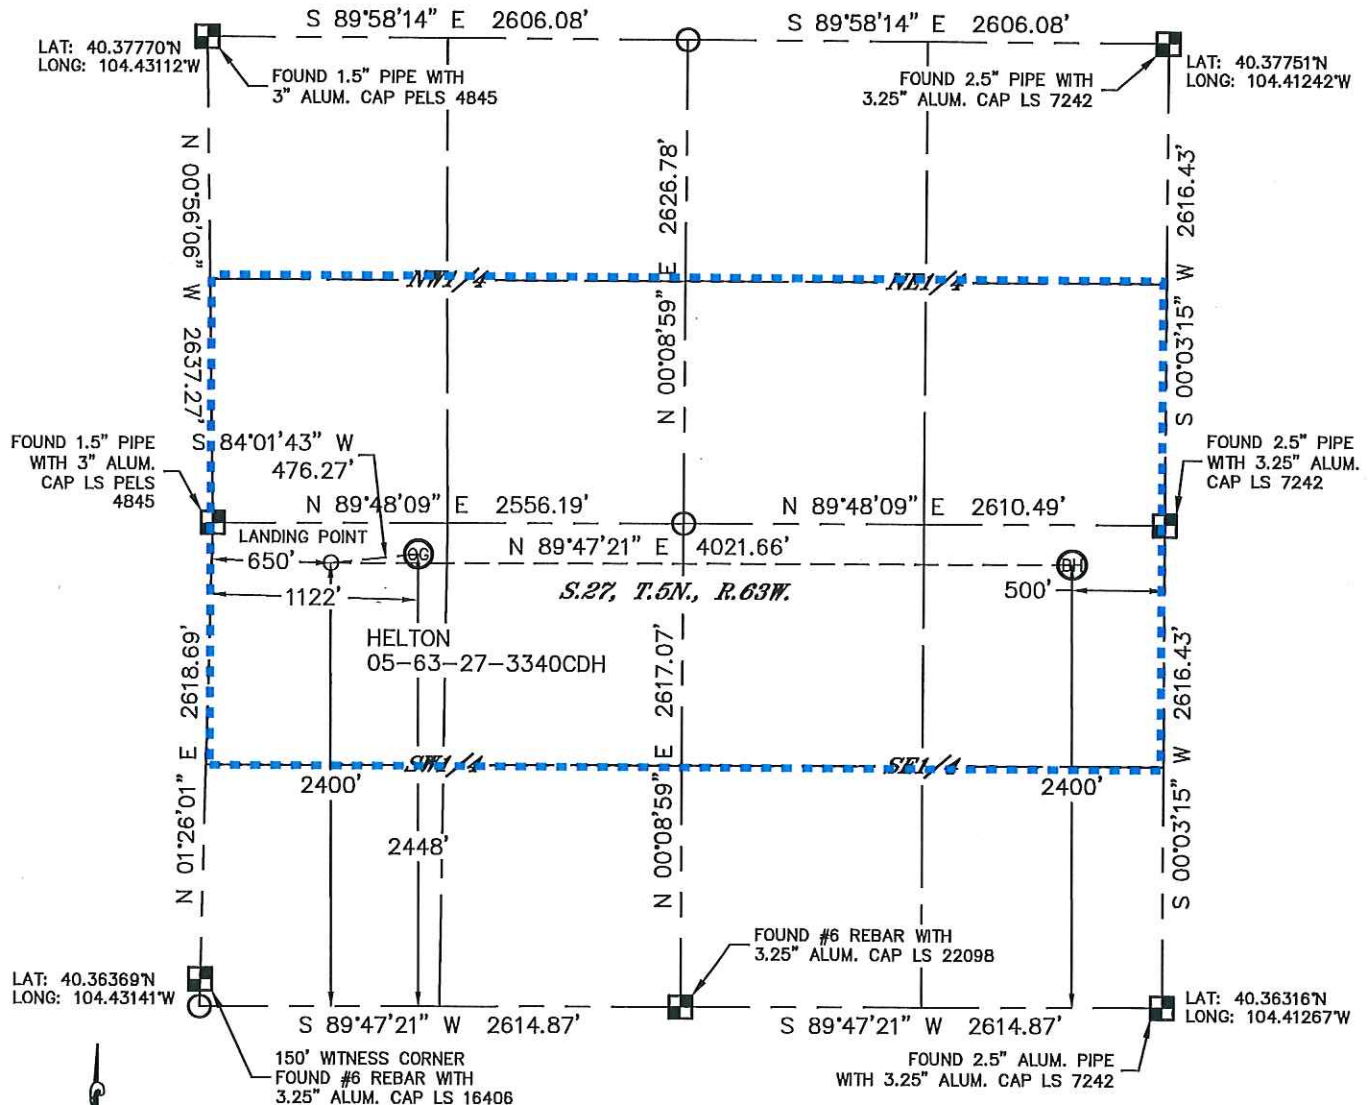 S 89°58'14" E 2606.08'
S 89°58'14" E 2606.08'
LAT: 40.37770°N
LONG: 104.43112°W
FOUND 1.5" PIPE WITH
3" ALUM. CAP PELS 4845
FOUND 2.5" PIPE WITH
3.25" ALUM. CAP LS 7242
LAT: 40.37751°N
LONG: 104.41242°W
N 00°56'06" W 2637.27'
N 00°08'59" E 2626.78'
S 00°03'15" W 2616.43'
NW1/4
NE1/4
FOUND 1.5" PIPE
WITH 3" ALUM.
CAP LS PELS
4845
S 84°01'43" W
476.27'
FOUND 2.5" PIPE
WITH 3.25" ALUM.
CAP LS 7242
N 89°48'09" E 2556.19'
N 89°48'09" E 2610.49'
LANDING POINT
650'
OG
N 89°47'21" E 4021.66'
BH
1122'
S.27, T.5N., R.63W.
500'
HELTON
05-63-27-3340CDH
N 01°26'01" E 2618.69'
N 00°08'59" E 2617.07'
S 00°03'15" W 2616.43'
SW1/4
SE1/4
2400'
2400'
2448'
FOUND #6 REBAR WITH
3.25" ALUM. CAP LS 22098
LAT: 40.36369°N
LONG: 104.43141°W
LAT: 40.36316°N
LONG: 104.41267°W
S 89°47'21" W 2614.87'
S 89°47'21" W 2614.87'
150' WITNESS CORNER
FOUND #6 REBAR WITH
3.25" ALUM. CAP LS 16406
FOUND 2.5" ALUM. PIPE
WITH 3.25" ALUM. CAP LS 7242